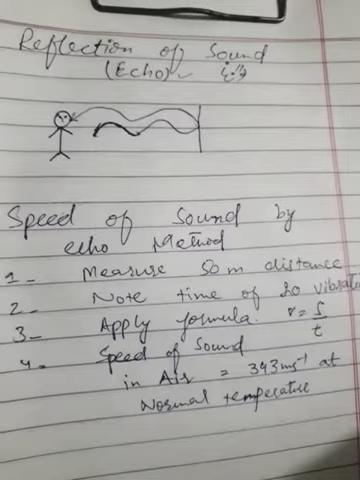 Reflection of Sound
(Echo)
Speed of Sound by
echo Method
1- Measure 50 m distance
2- Note time of 20
3- Apply formula. v = S/t
4- Speed of Sound
in Air = 343ms⁻¹ at
Normal temperature